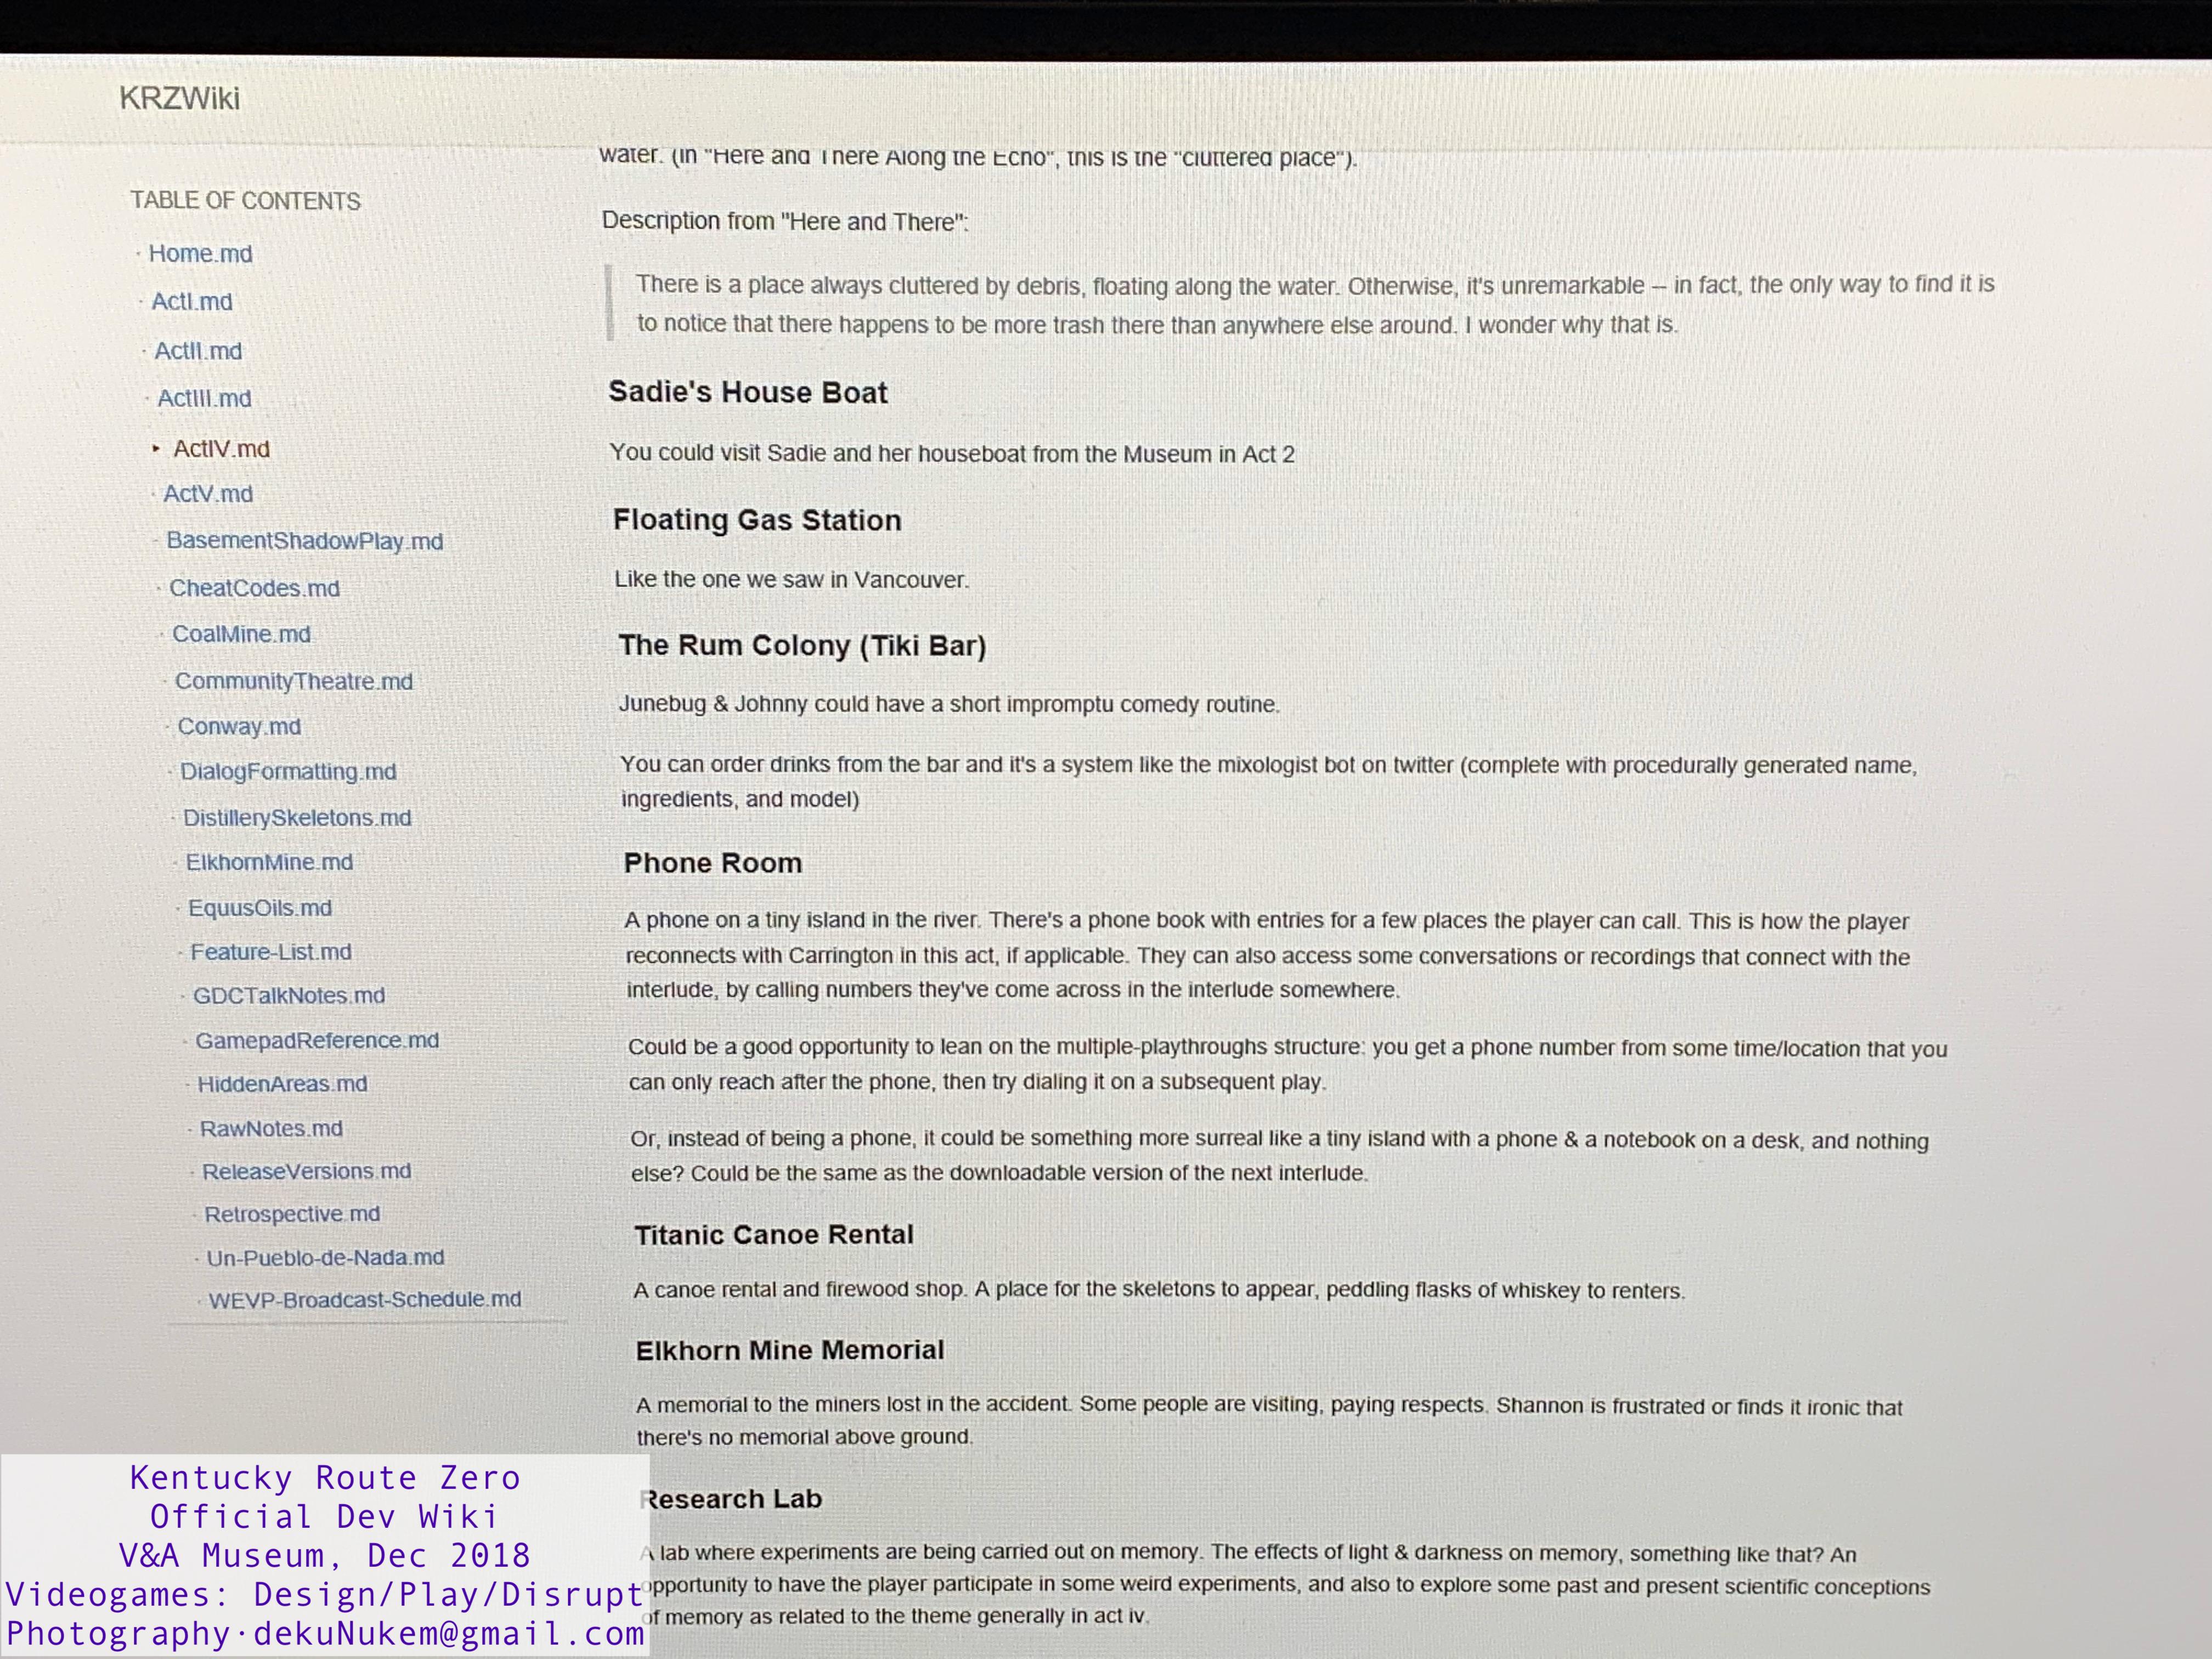 KRZWiki
TABLE OF CONTENTS
Home.md
ActI.md
ActII.md
ActIII.md
ActIV.md
ActV.md
BasementShadowPlay.md
CheatCodes.md
CoalMine.md
CommunityTheatre.md
Conway.md
DialogFormatting.md
DistillerySkeletons.md
ElkhornMine.md
EquusOils.md
Feature-List.md
GDCTalkNotes.md
GamepadReference.md
HiddenAreas.md
RawNotes.md
ReleaseVersions.md
Retrospective.md
Un-Pueblo-de-Nada.md
WEVP-Broadcast-Schedule.md
water. (In "Here and There Along the Echo", this is the "cluttered place").
Description from "Here and There":
There is a place always cluttered by debris, floating along the water. Otherwise, it's unremarkable -- in fact, the only way to find it is
to notice that there happens to be more trash there than anywhere else around. I wonder why that is.
Sadie's House Boat
You could visit Sadie and her houseboat from the Museum in Act 2
Floating Gas Station
Like the one we saw in Vancouver.
The Rum Colony (Tiki Bar)
Junebug & Johnny could have a short impromptu comedy routine.
You can order drinks from the bar and it's a system like the mixologist bot on twitter (complete with procedurally generated name,
ingredients, and model)
Phone Room
A phone on a tiny island in the river. There's a phone book with entries for a few places the player can call. This is how the player
reconnects with Carrington in this act, if applicable. They can also access some conversations or recordings that connect with the
interlude, by calling numbers they've come across in the interlude somewhere.
Could be a good opportunity to lean on the multiple-playthroughs structure: you get a phone number from some time/location that you
can only reach after the phone, then try dialing it on a subsequent play.
Or, instead of being a phone, it could be something more surreal like a tiny island with a phone & a notebook on a desk, and nothing
else? Could be the same as the downloadable version of the next interlude.
Titanic Canoe Rental
A canoe rental and firewood shop. A place for the skeletons to appear, peddling flasks of whiskey to renters.
Elkhorn Mine Memorial
A memorial to the miners lost in the accident. Some people are visiting, paying respects. Shannon is frustrated or finds it ironic that
there's no memorial above ground.
Research Lab
A lab where experiments are being carried out on memory. The effects of light & darkness on memory, something like that? An
opportunity to have the player participate in some weird experiments, and also to explore some past and present scientific conceptions
of memory as related to the theme generally in act iv.
Kentucky Route Zero
Official Dev Wiki
V&A Museum, Dec 2018
Videogames: Design/Play/Disrupt
Photography·dekuNukem@gmail.com